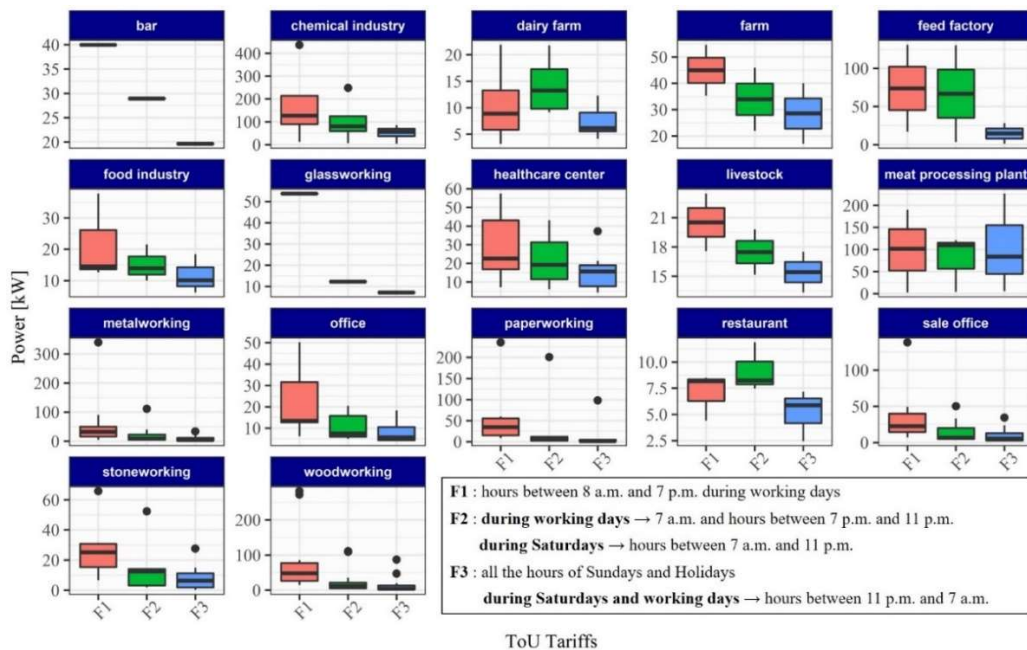 bar
chemical industry
dairy farm
farm
feed factory
40
35
30
25
20
400
300
200
100
0
20
15
10
5
50
40
30
20
100
50
0
food industry
glassworking
healthcare center
livestock
meat processing plant
30
20
10
50
40
30
20
10
60
50
40
30
20
10
0
21
18
15
200
150
100
50
0
Power [kW]
metalworking
office
paperworking
restaurant
sale office
300
200
100
0
50
40
30
20
10
200
150
100
50
0
10.0
7.5
5.0
2.5
100
50
0
F1 F2 F3
F1 F2 F3
F1 F2 F3
stoneworking
woodworking
60
40
20
0
200
100
0
F1 F2 F3
F1 F2 F3
F1 : hours between 8 a.m. and 7 p.m. during working days
F2 : during working days → 7 a.m. and hours between 7 p.m. and 11 p.m.
during Saturdays → hours between 7 a.m. and 11 p.m.
F3 : all the hours of Sundays and Holidays
during Saturdays and working days → hours between 11 p.m. and 7 a.m.
ToU Tariffs